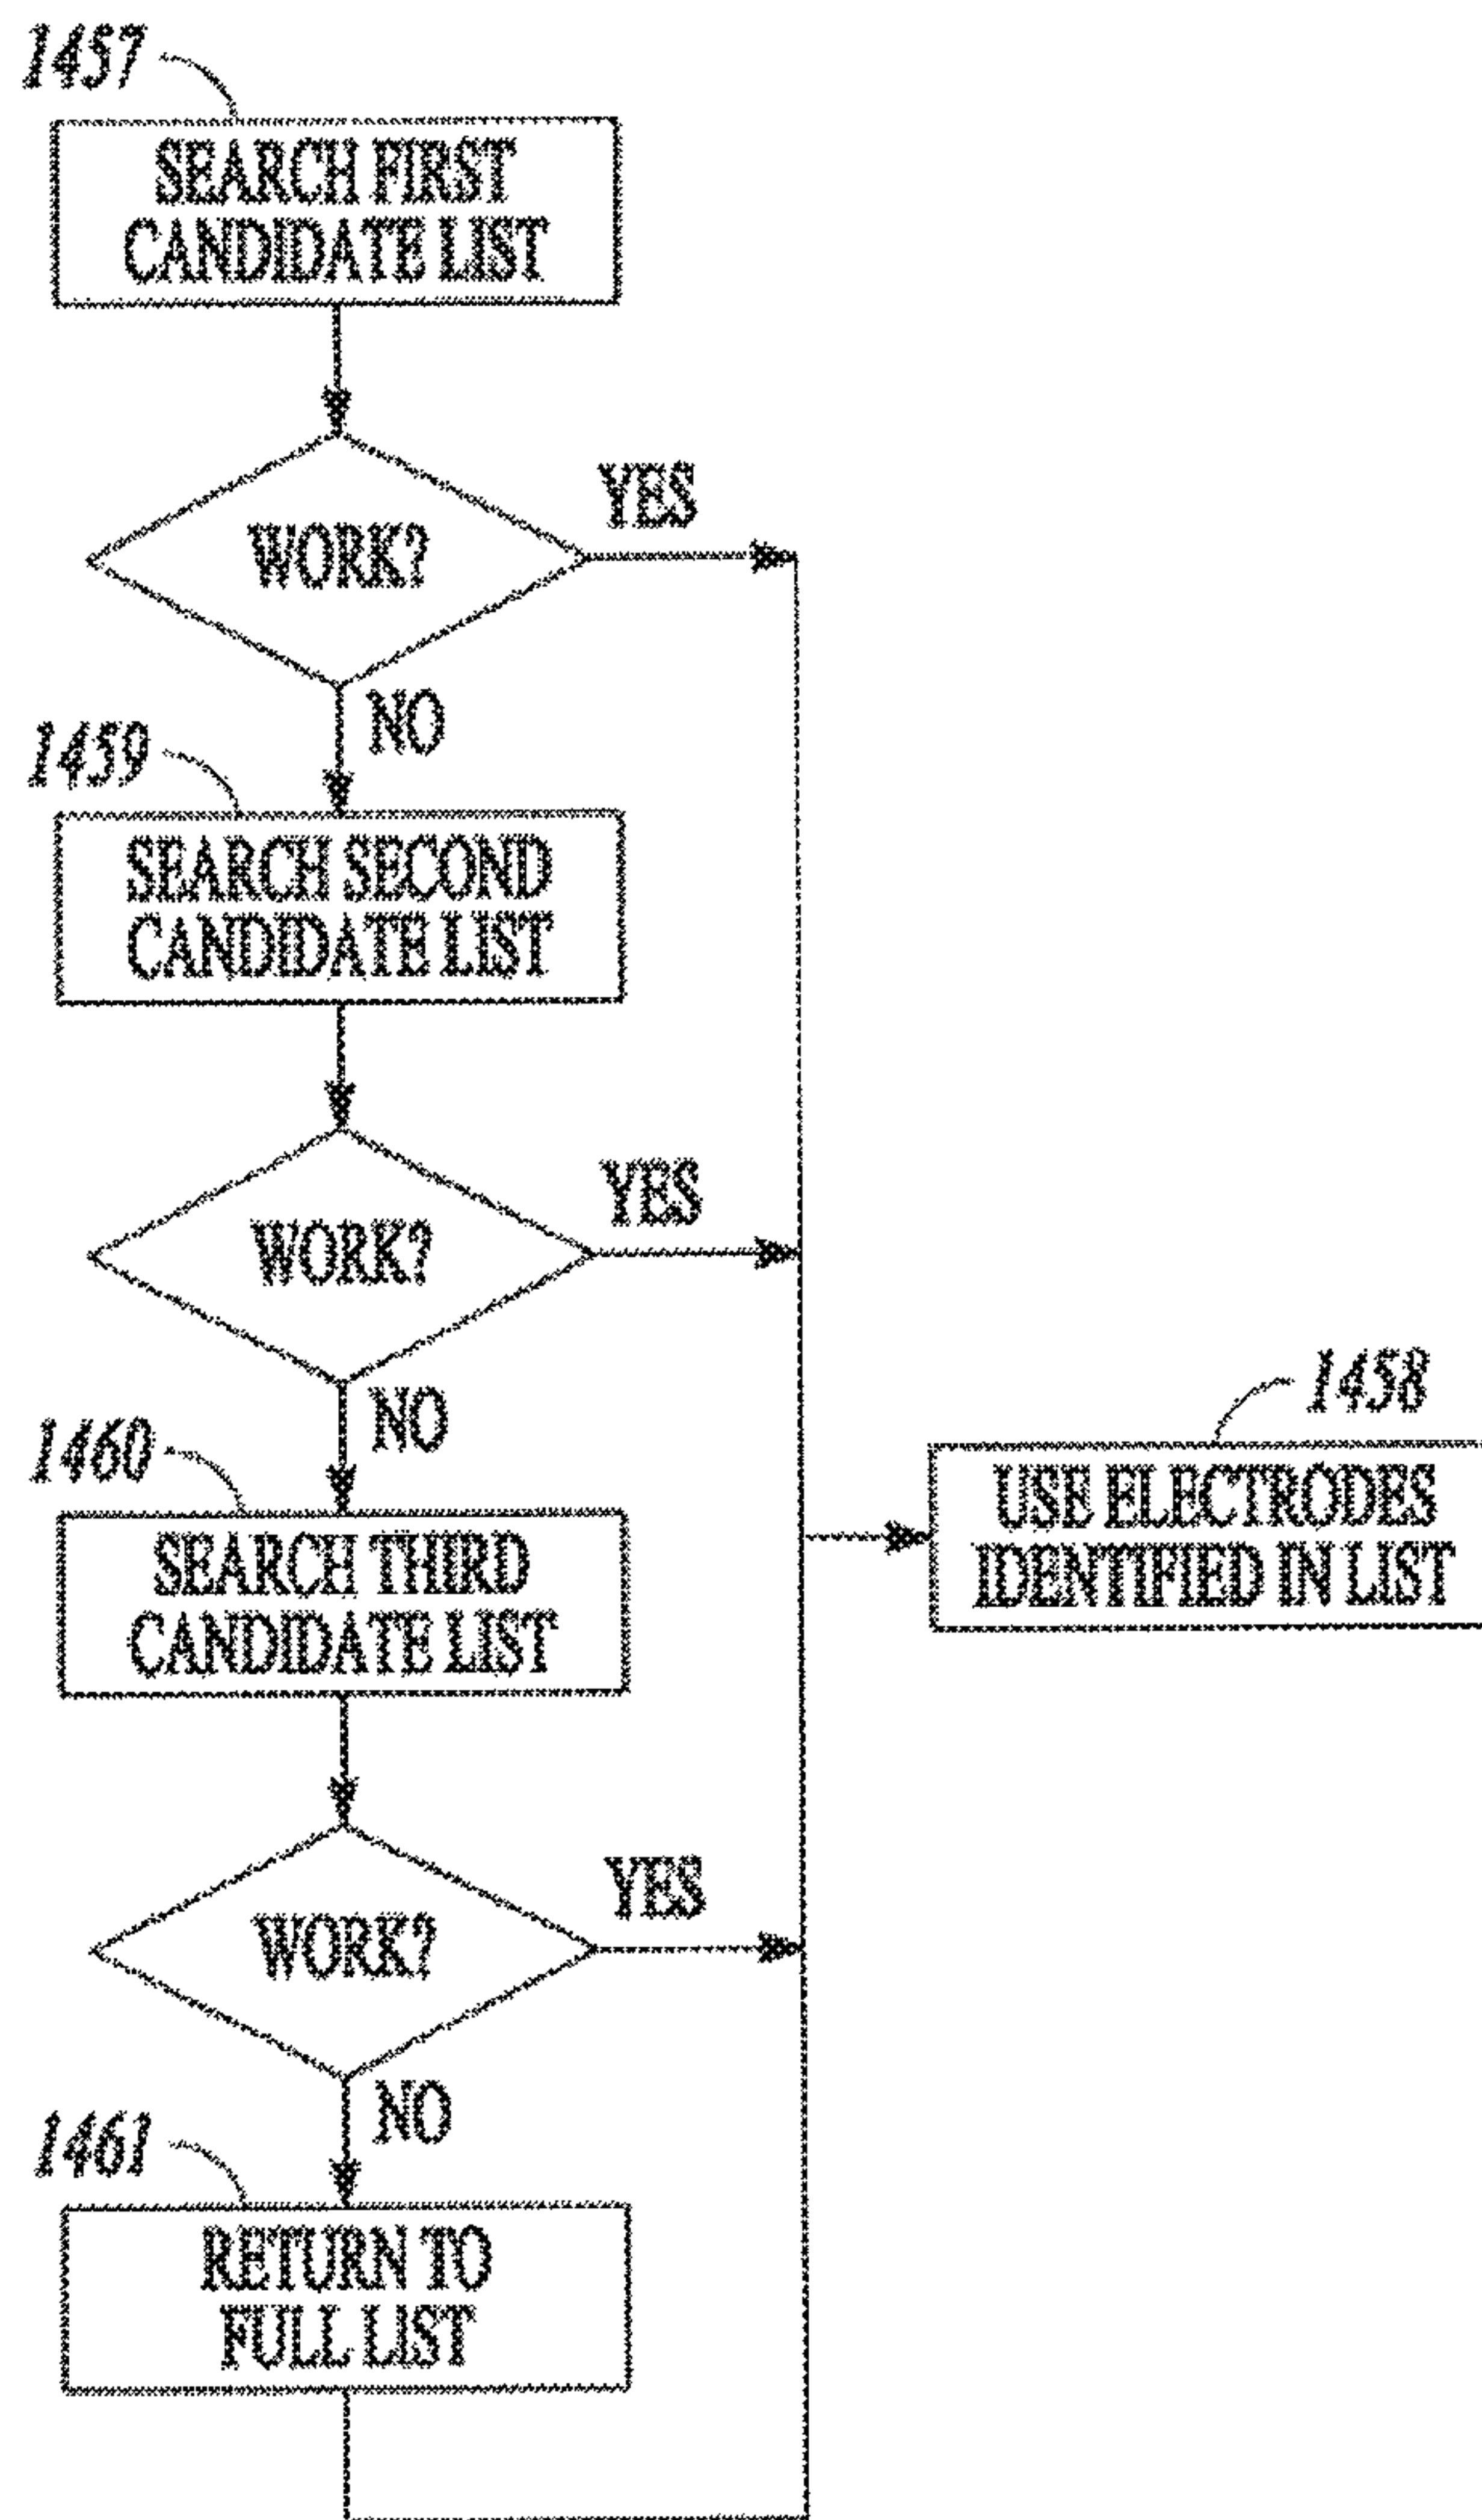 1457
SEARCH FIRST
CANDIDATE LIST
WORK?
YES
NO
1459
SEARCH SECOND
CANDIDATE LIST
WORK?
YES
NO
1458
USE ELECTRODES
IDENTIFIED IN LIST
1460
SEARCH THIRD
CANDIDATE LIST
WORK?
YES
NO
1461
RETURN TO
FULL LIST